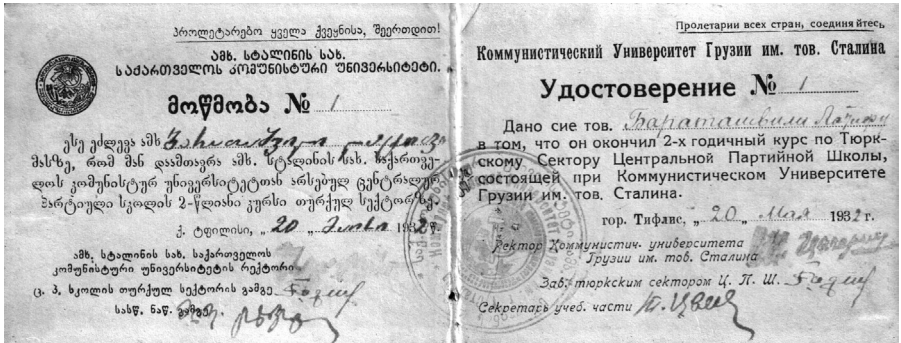 პროლეტარებო ყველა ქვეყნისა, შეერთდით!
ამხ. სტალინის სახ.
საქართველოს კომუნისტური უნივერსიტეტი.
მოწმობა № 1
ესე ეძლევა ამხ.
მასზე, რომ მან დაამთავრა ამხ. სტალინის სახ. საქართვე-
ლოს კომუნისტურ უნივერსიტეტთან არსებულ ცენტრალურ
პარტიული სკოლის 2-წლიანი კურსი თურქულ სექტორზე.
ქ. ტფილისი, „ 20 „ 1932 წ.
ამხ. სტალინის სახ. საქართველოს
კომუნისტური უნივერსიტეტის რექტორი
ც. პ. სკოლის თურქულ სექტორის გამგე
სასწ. ნაწ. გამგე
Пролетарии всех стран, соединяйтесь
Коммунистический Университет Грузии им. тов. Сталина
Удостоверение № 1
Дано сие тов. Бараташвили
в том, что он окончил 2-х годичный курс по Тюрк-
скому Сектору Центральной Партийной Школы,
состоящей при Коммунистическом Университете
Грузии им. тов. Сталина.
гор. Тифлис, „ 20 „ Мая 1932 г.
Ректор Коммунистич. университета
Грузии им. тов. Сталина
Зав. тюркским сектором Ц. П. Ш.
Секретарь учеб. части